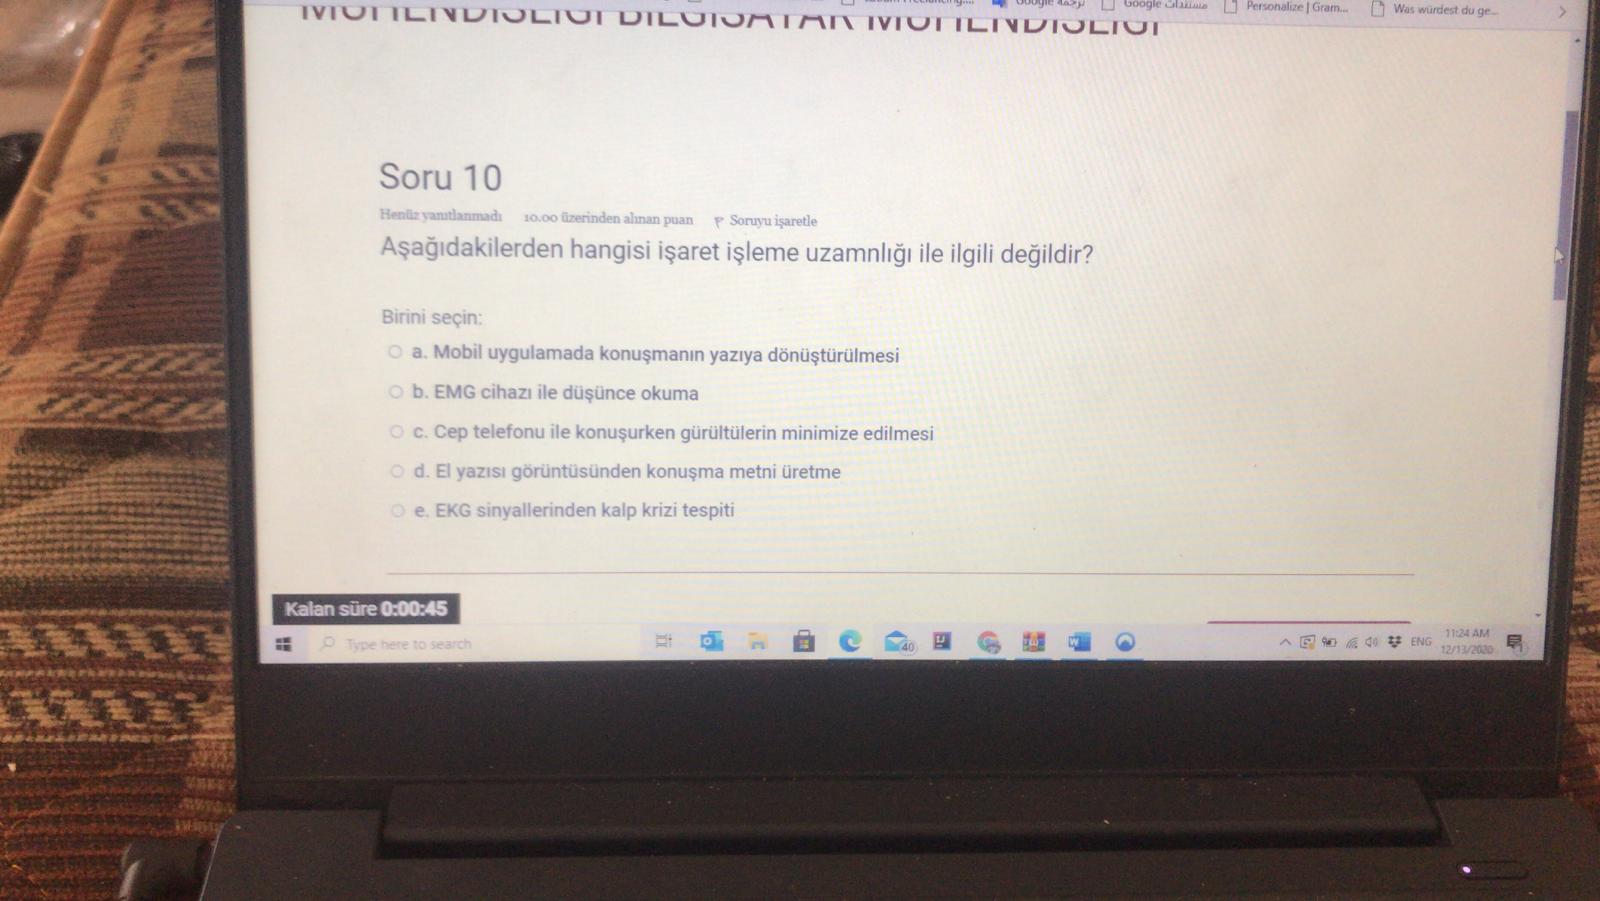 MÜHENDİSLİĞİ BİLGİSAYAR MÜHENDİSLİĞİ
Google ترجمة
Google مستندات
Personalize | Gram...
Was würdest du ge...
Soru 10
Henüz yanıtlanmadı 10.00 üzerinden alınan puan Soruyu işaretle
Aşağıdakilerden hangisi işaret işleme uzamnlığı ile ilgili değildir?
Birini seçin:
a. Mobil uygulamada konuşmanın yazıya dönüştürülmesi
b. EMG cihazı ile düşünce okuma
c. Cep telefonu ile konuşurken gürültülerin minimize edilmesi
d. El yazısı görüntüsünden konuşma metni üretme
e. EKG sinyallerinden kalp krizi tespiti
Kalan süre 0:00:45
Type here to search
40
ENG
11:24 AM
12/13/2020